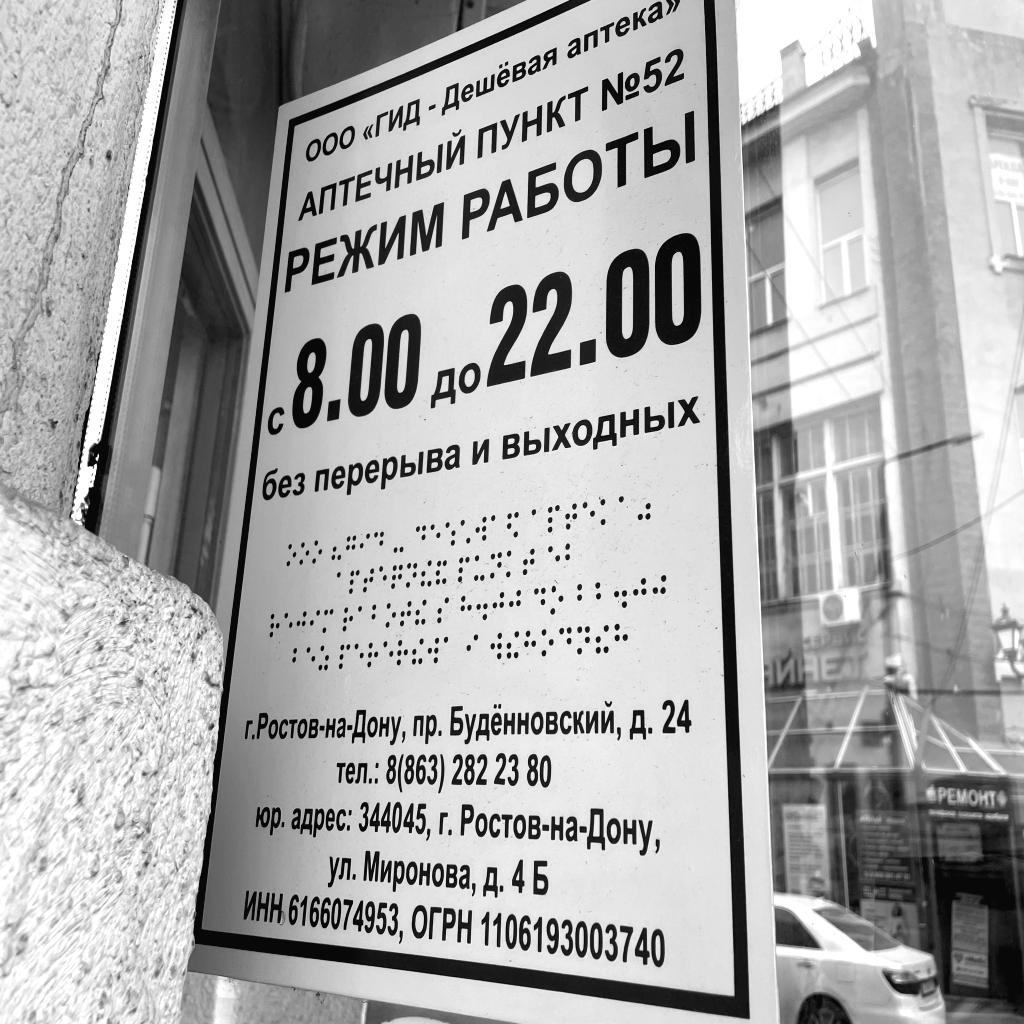 ООО «ГИД - Дешёвая аптека»
АПТЕЧНЫЙ ПУНКТ №52
РЕЖИМ РАБОТЫ
с 8.00 до 22.00
без перерыва и выходных
г.Ростов-на-Дону, пр. Будённовский, д. 24
тел.: 8(863) 282 23 80
юр. адрес: 344045, г. Ростов-на-Дону,
ул. Миронова, д. 4 Б
ИНН 6166074953, ОГРН 1106193003740
РЕМОНТ